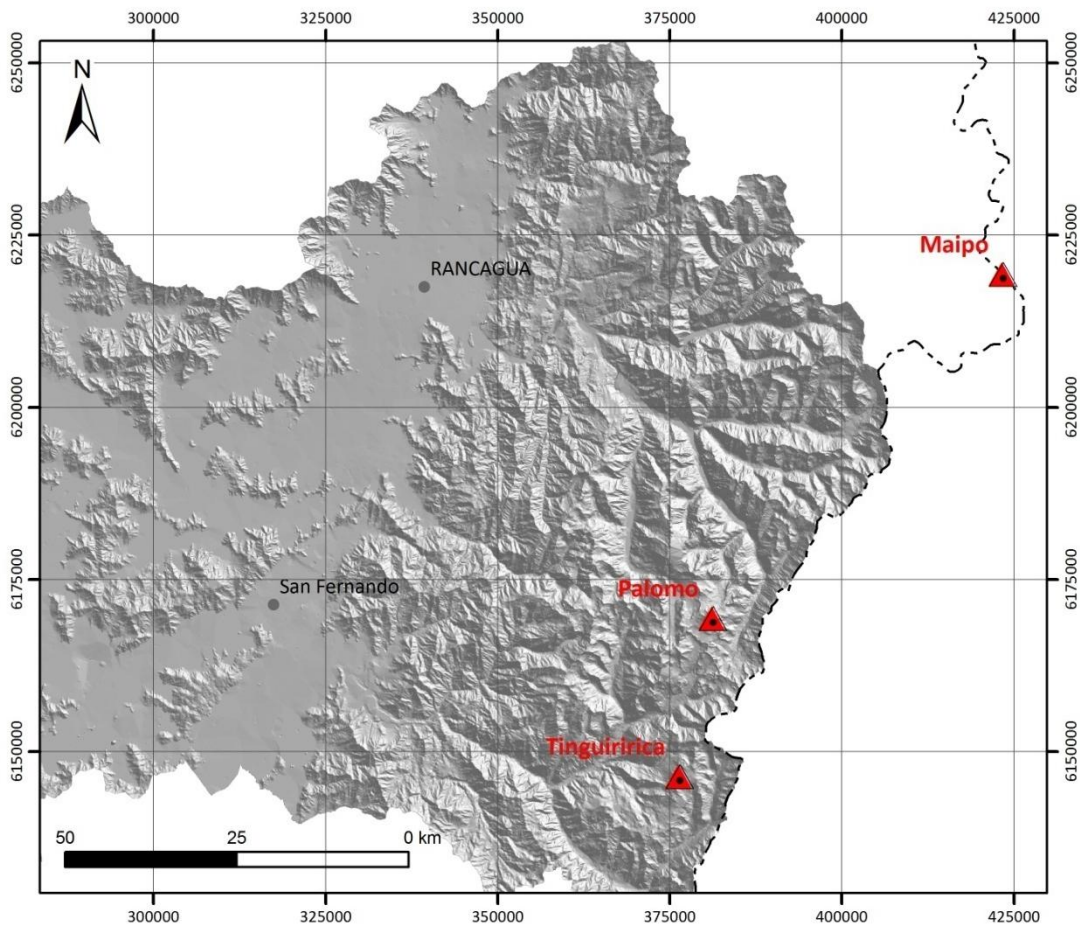 300000 325000 350000 375000 400000 425000
6250000 6250000
N
6225000 6225000
Maipo
RANCAGUA
6200000 6200000
6175000 6175000
San Fernando
Palomo
6150000 6150000
Tinguiririca
50 25 0 km
300000 325000 350000 375000 400000 425000